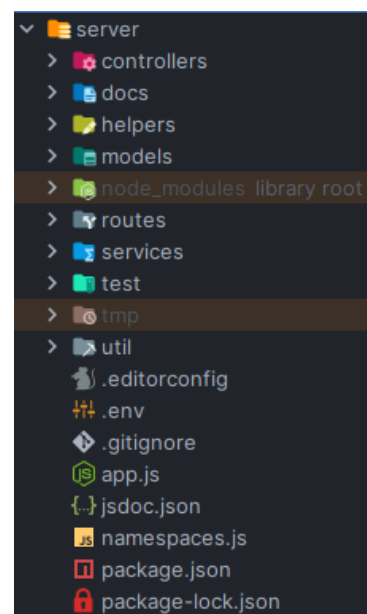 server
controllers
docs
helpers
models
node_modules library root
routes
services
test
tmp
util
.editorconfig
.env
.gitignore
app.js
jsdoc.json
namespaces.js
package.json
package-lock.json